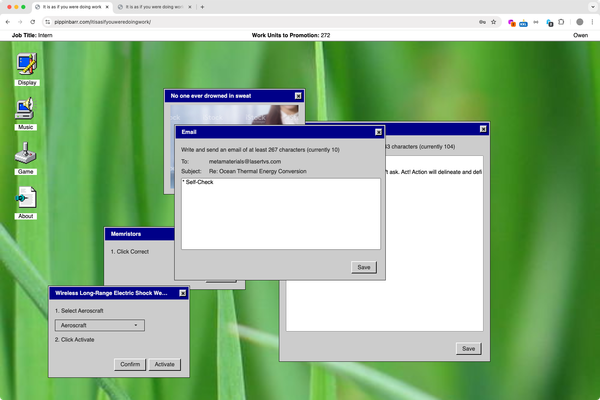 It is as if you were doing work
It is as if you were doing work
pippinbarr.com/itisasifyouweredoingwork/
Job Title: Intern
Work Units to Promotion: 272
Owen
Display
Music
Game
About
No one ever drowned in sweat
Email
Write and send an email of at least 267 characters (currently 10)
To: metamaterials@lasertvs.com
Subject: Re: Ocean Thermal Energy Conversion
* Self-Check
Save
characters (currently 104)
ask. Act! Action will delineate and defi
Save
Memristors
1. Click Correct
Wireless Long-Range Electric Shock We...
1. Select Aeroscraft
Aeroscraft
2. Click Activate
Confirm
Activate